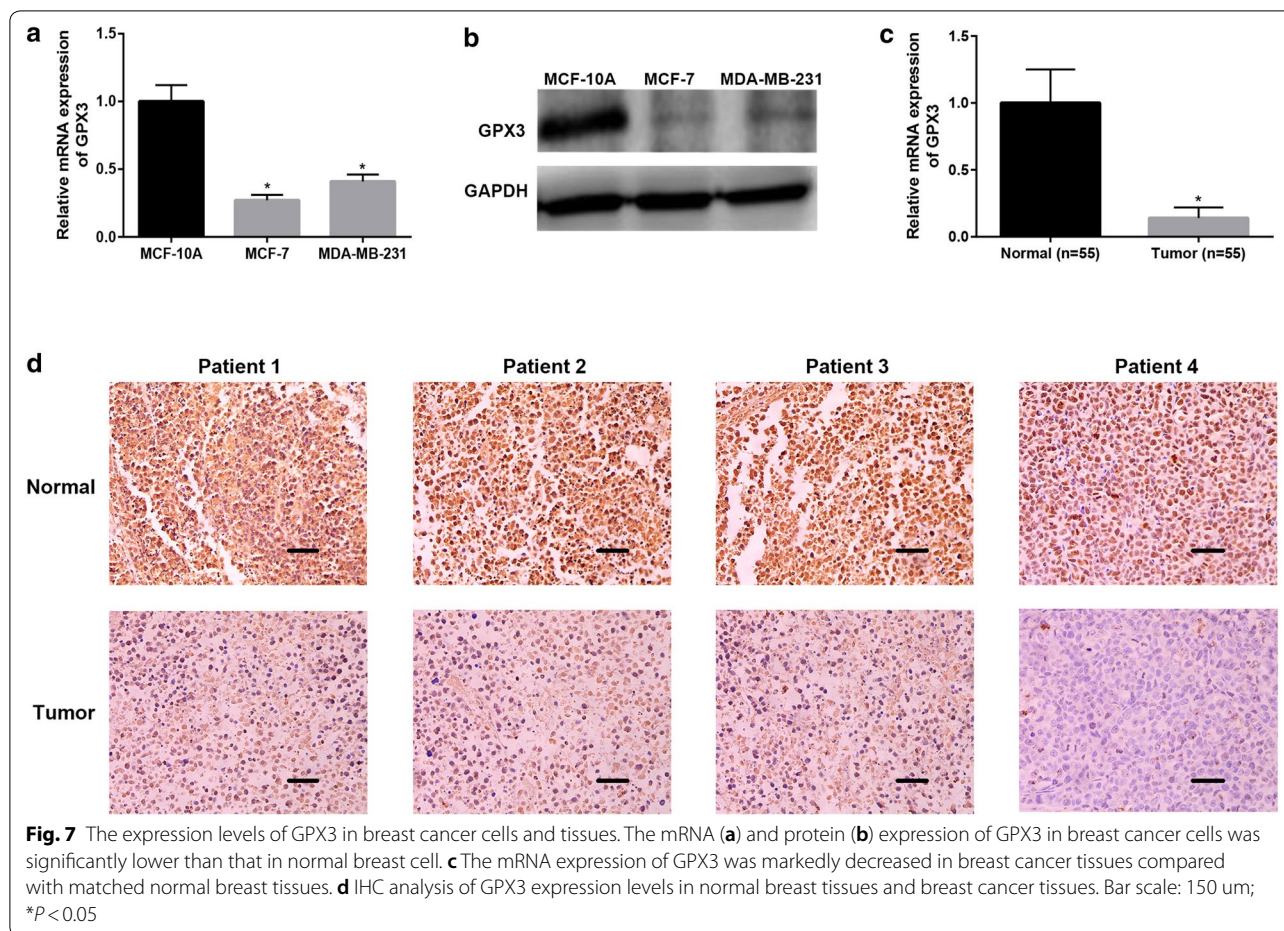 a
Relative mRNA expression
of GPX3
1.5
1.0
0.5
0.0
*
*
MCF-10A MCF-7 MDA-MB-231
b
MCF-10A MCF-7 MDA-MB-231
GPX3
GAPDH
c
Relative mRNA expression
of GPX3
1.5
1.0
0.5
0.0
*
Normal (n=55) Tumor (n=55)
d
Patient 1 Patient 2 Patient 3 Patient 4
Normal
Tumor
Fig. 7 The expression levels of GPX3 in breast cancer cells and tissues. The mRNA (a) and protein (b) expression of GPX3 in breast cancer cells was
significantly lower than that in normal breast cell. c The mRNA expression of GPX3 was markedly decreased in breast cancer tissues compared
with matched normal breast tissues. d IHC analysis of GPX3 expression levels in normal breast tissues and breast cancer tissues. Bar scale: 150 um;
*P < 0.05